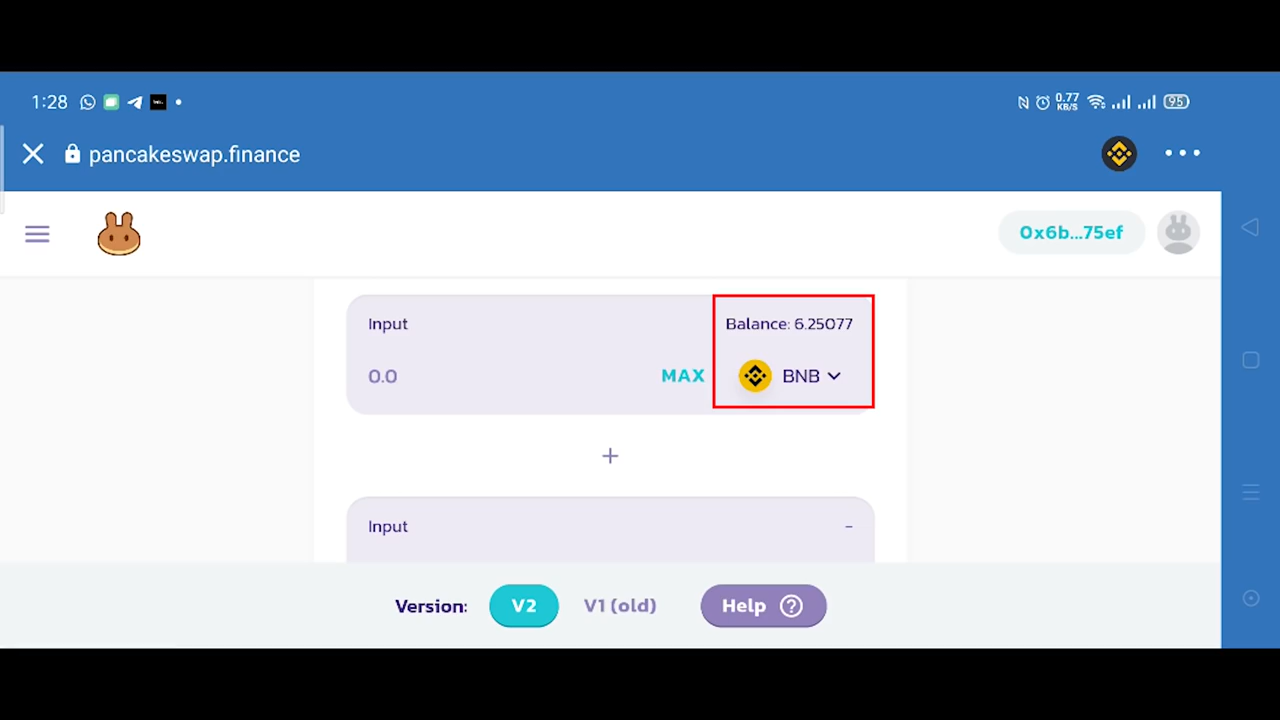 1:28
0.77
KB/S
95
pancakeswap.finance
0x6b...75ef
Input
Balance: 6.25077
0.0
MAX
BNB
+
Input
-
Version:
V2
V1 (old)
Help ?